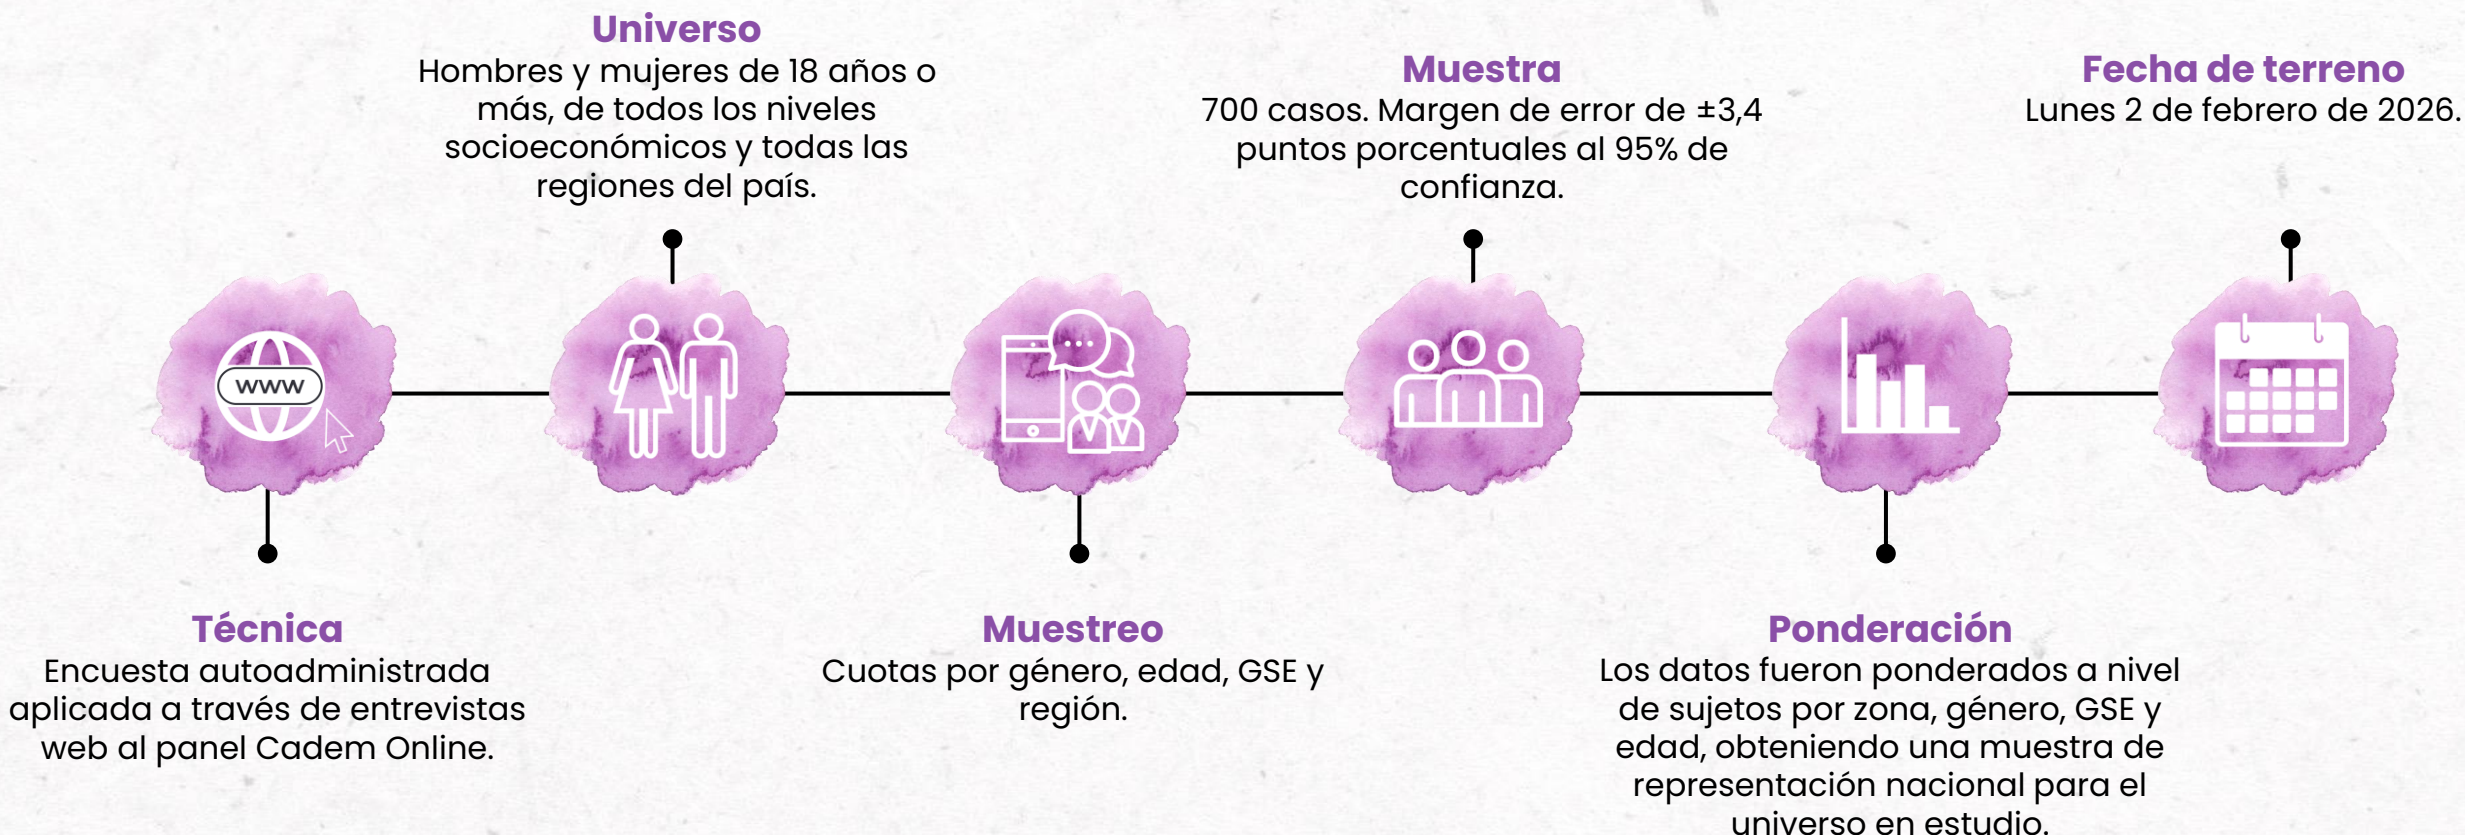 Universo
Hombres y mujeres de 18 años o
más, de todos los niveles
socioeconómicos y todas las
regiones del país.
Muestra
700 casos. Margen de error de ±3,4
puntos porcentuales al 95% de
confianza.
Fecha de terreno
Lunes 2 de febrero de 2026.
www
Técnica
Encuesta autoadministrada
aplicada a través de entrevistas
web al panel Cadem Online.
Muestreo
Cuotas por género, edad, GSE y
región.
Ponderación
Los datos fueron ponderados a nivel
de sujetos por zona, género, GSE y
edad, obteniendo una muestra de
representación nacional para el
universo en estudio.